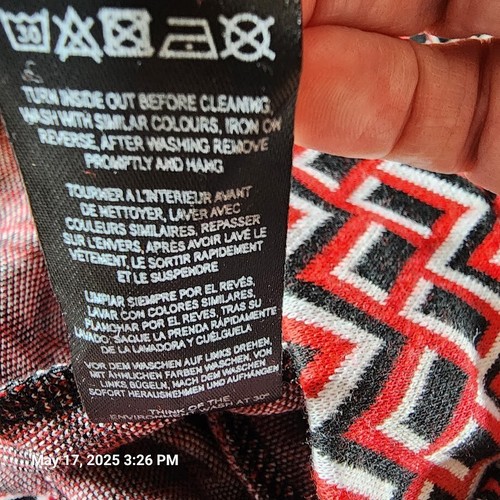 30
TURN INSIDE OUT BEFORE CLEANING,
WASH WITH SIMILAR COLOURS, IRON ON
REVERSE, AFTER WASHING REMOVE
PROMPTLY AND HANG
TOURNER A L'INTERIEUR AVANT
DE NETTOYER, LAVER AVEC
COULEURS SIMILAIRES, REPASSER
SUR L'ENVERS, APRÈS AVOIR LAVÉ LE
VÊTEMENT, LE SORTIR RAPIDEMENT
ET LE SUSPENDRE
LIMPIAR SIEMPRE POR EL REVÉS,
LAVAR CON COLORES SIMILARES,
PLANCHAR POR EL REVES, TRAS SU
LAVADO, SAQUE LA PRENDA RÁPIDAMENTE
DE LA LAVADORA Y CUÉLGUELA
VOR DEM WASCHEN AUF LINKS DREHEN,
MIT ÄHNLICHEN FARBEN WASCHEN, VON
LINKS BÜGELN, NACH DEM WASCHEN
SOFORT HERAUSNEHMEN UND AUFHÄNGEN
THINK OF THE
ENVIRONMENT WASH AT 30°
May 17, 2025 3:26 PM